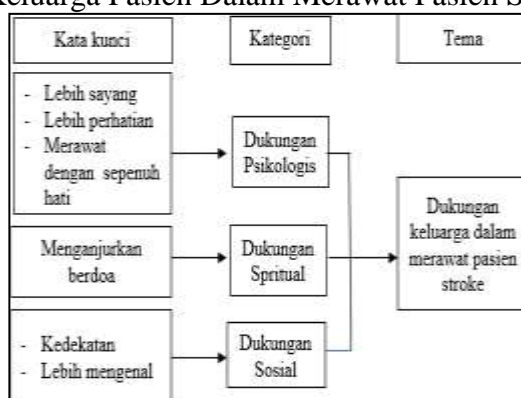 Keluarga Pasien Dalam Merawat Pasien S
Kata kunci
Kategori
Tema
- Lebih sayang
- Lebih perhatian
- Merawat
dengan sepenuh
hati
Dukungan
Psikologis
Menganjurkan
berdoa
Dukungan
Spritual
Dukungan
keluarga dalam
merawat pasien
stroke
- Kedekatan
- Lebih mengenal
Dukungan
Sosial